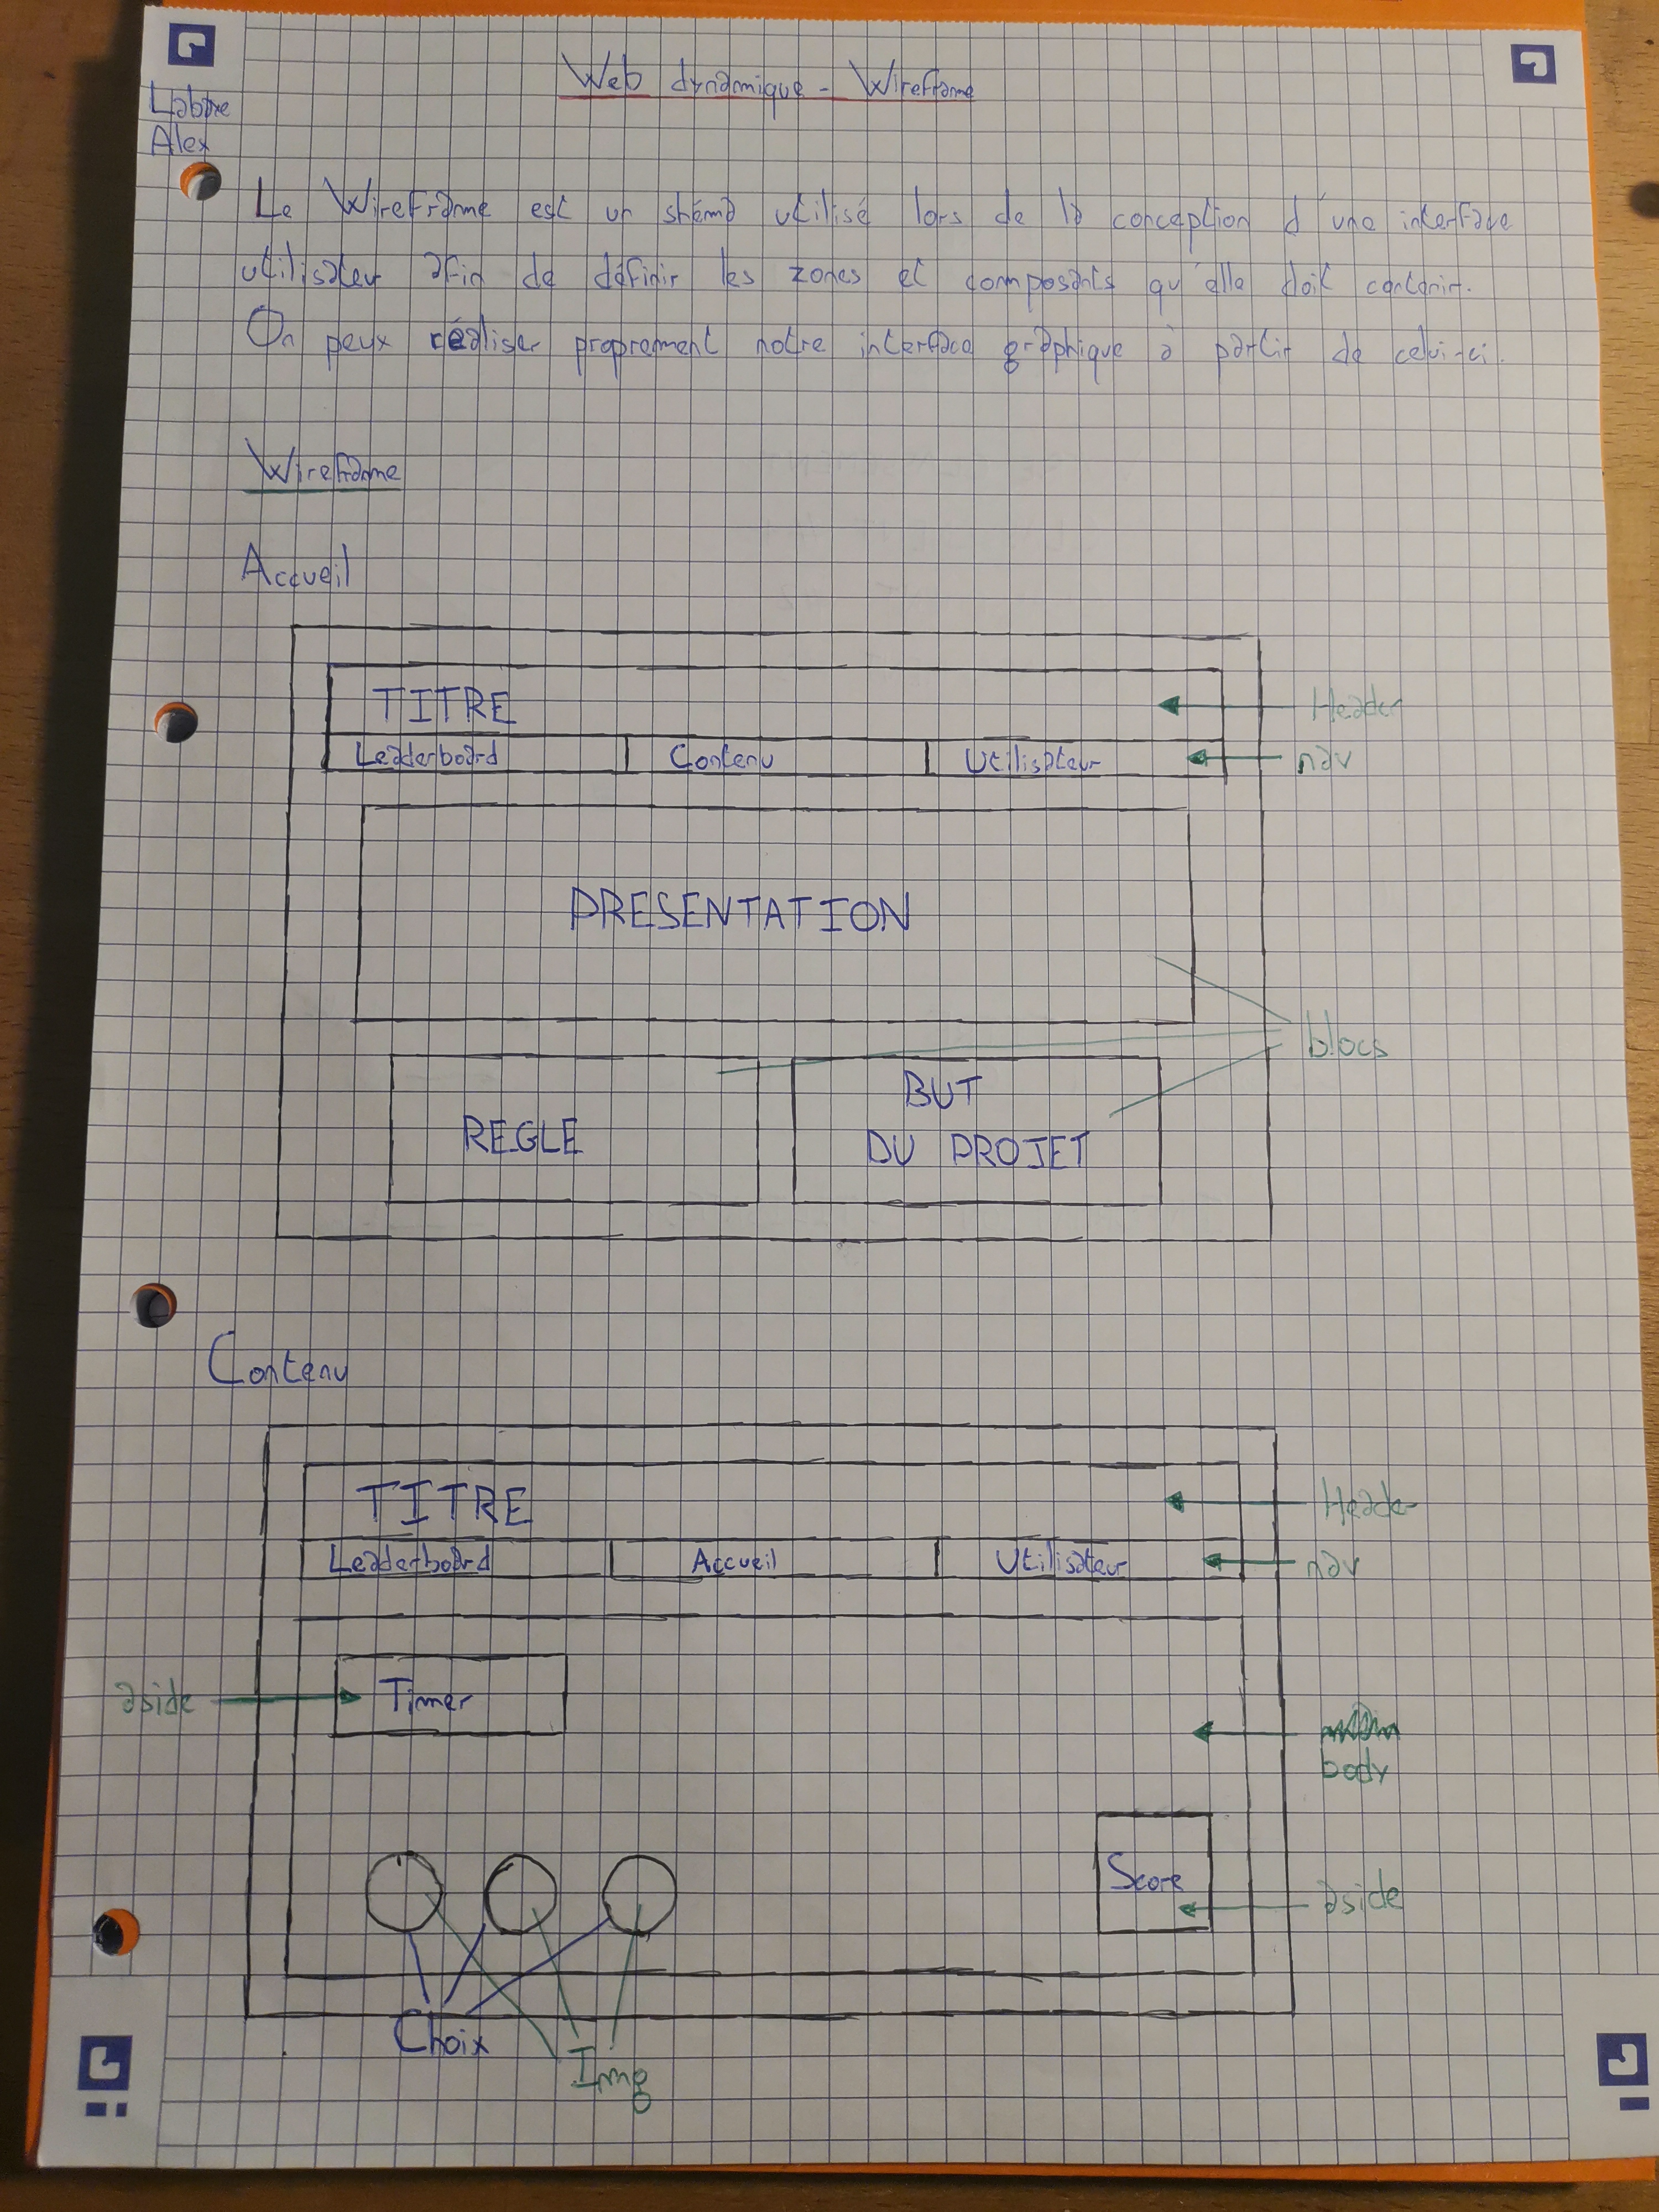 Web dynamique - Wireframe
Labre
Alex
Le Wireframe est un shéma utilisé lors de la conception d'une interface
utilisateur afin de définir les zones et composants qu'elle doit contenir.
On peux réaliser proprement notre interface graphique à partir de celui-ci.
Wireframe
Accueil
TITRE
Header
Leaderboard Contenu Utilisateur
nav
PRESENTATION
blocs
REGLE
BUT
DU PROJET
Contenu
TITRE
Header
Leaderboard Accueil Utilisateur
nav
aside
Timer
body
Score
aside
Choix
Img